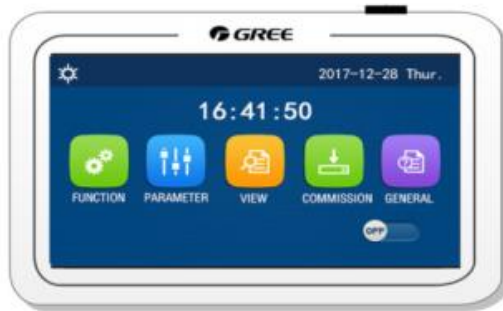 GREE
2017-12-28 Thur.
16:41:50
FUNCTION PARAMETER VIEW COMMISSION GENERAL
OFF